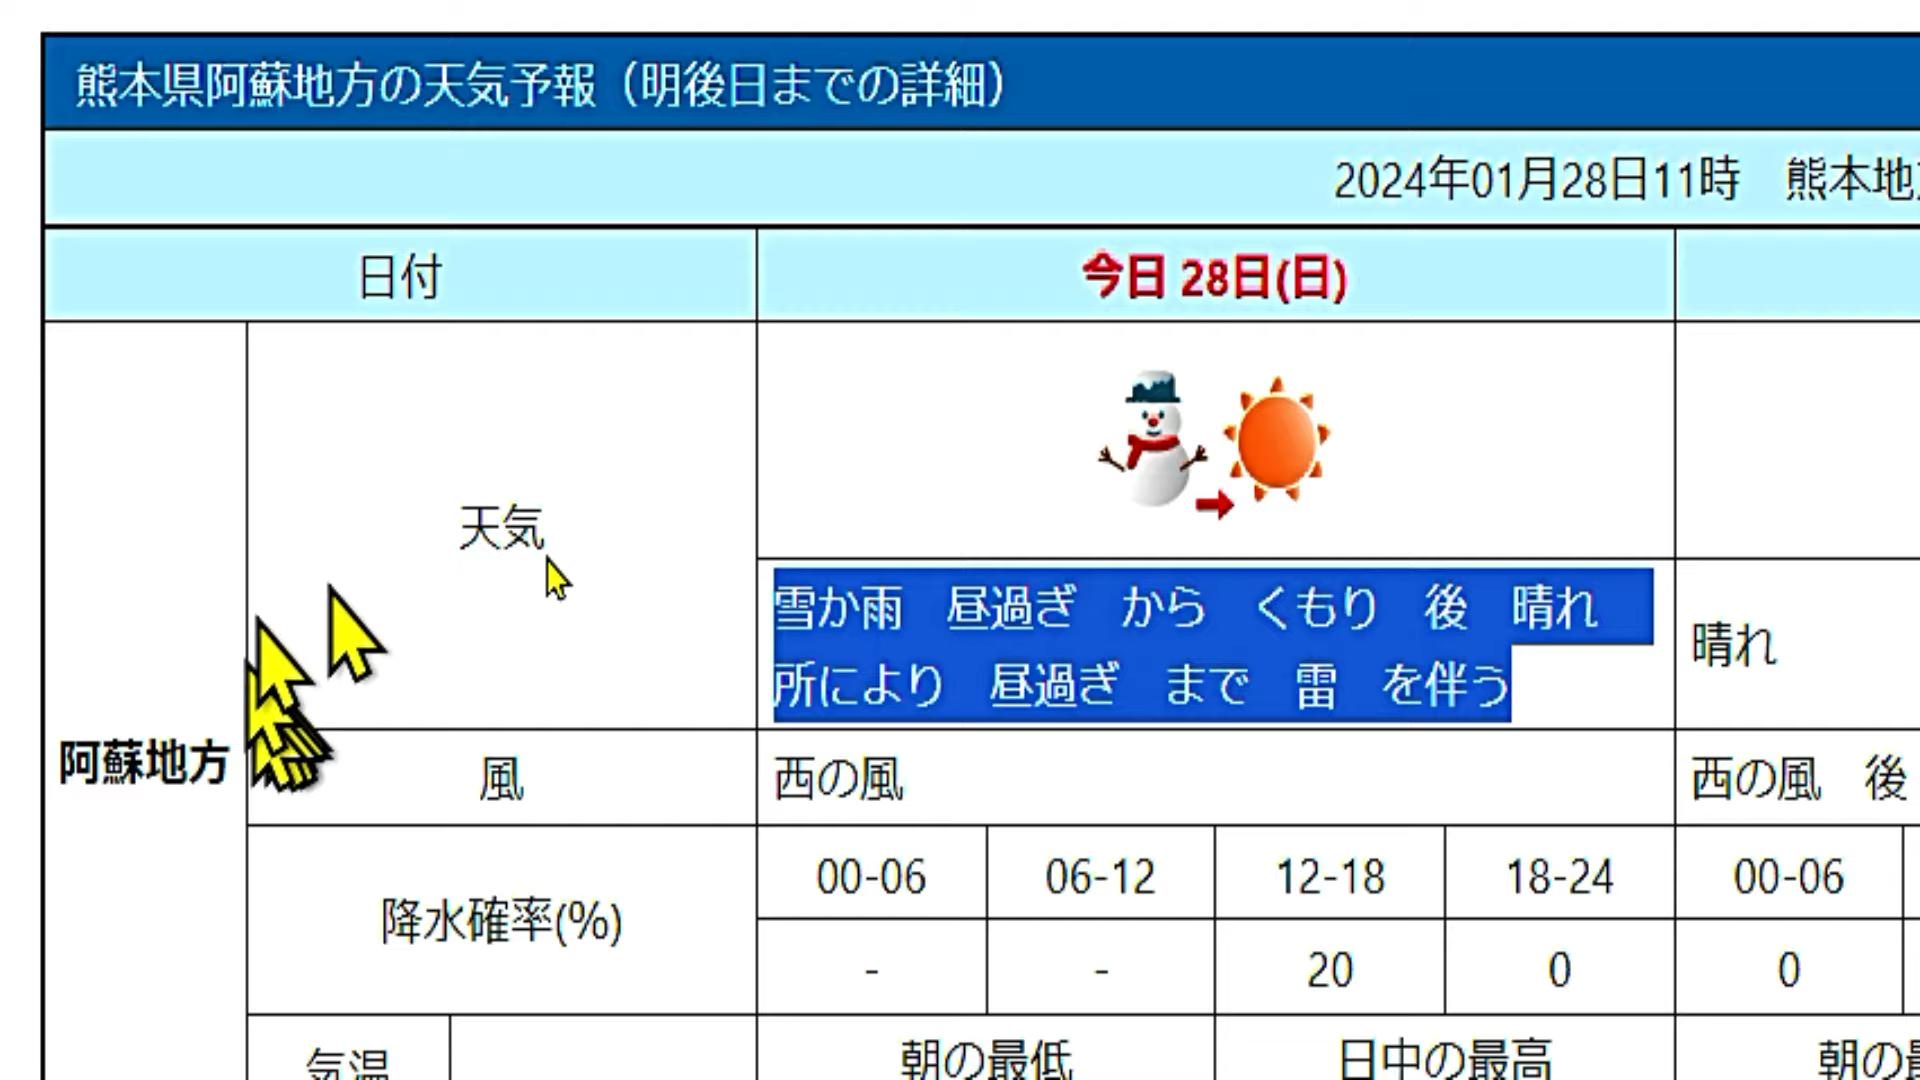 熊本県阿蘇地方の天気予報（明後日までの詳細）
2024年01月28日11時　熊本地
日付
今日 28日(日)
天気
雪か雨　昼過ぎ　から　くもり　後　晴れ
所により　昼過ぎ　まで　雷　を伴う
晴れ
阿蘇地方
風
西の風
西の風　後
降水確率(%)
00-06 06-12 12-18 18-24 00-06
- - 20 0 0
気温
朝の最低
日中の最高
朝の